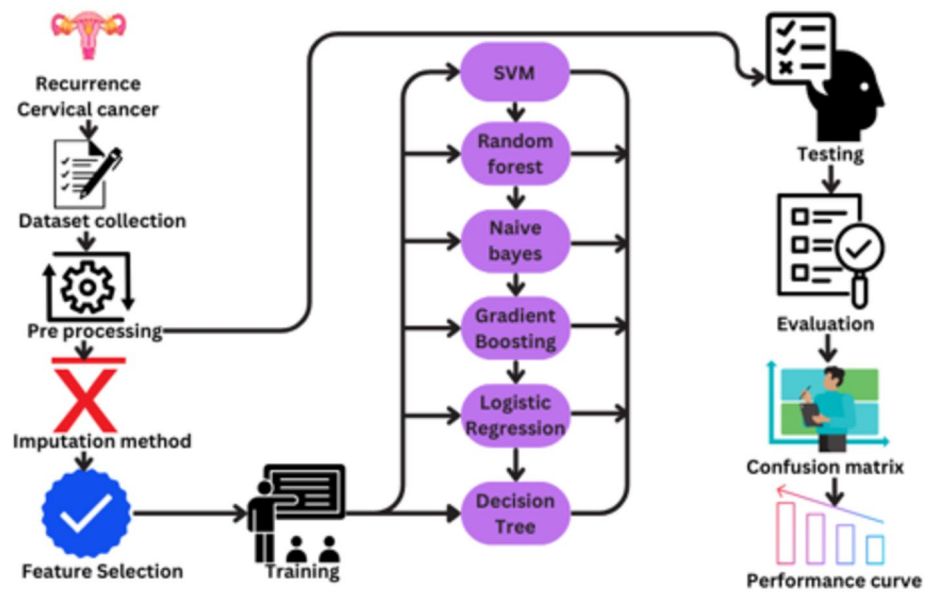 Recurrence
Cervical cancer
Dataset collection
Pre processing
Imputation method
Feature Selection
Training
SVM
Random
forest
Naive
bayes
Gradient
Boosting
Logistic
Regression
Decision
Tree
Testing
Evaluation
Confusion matrix
Performance curve